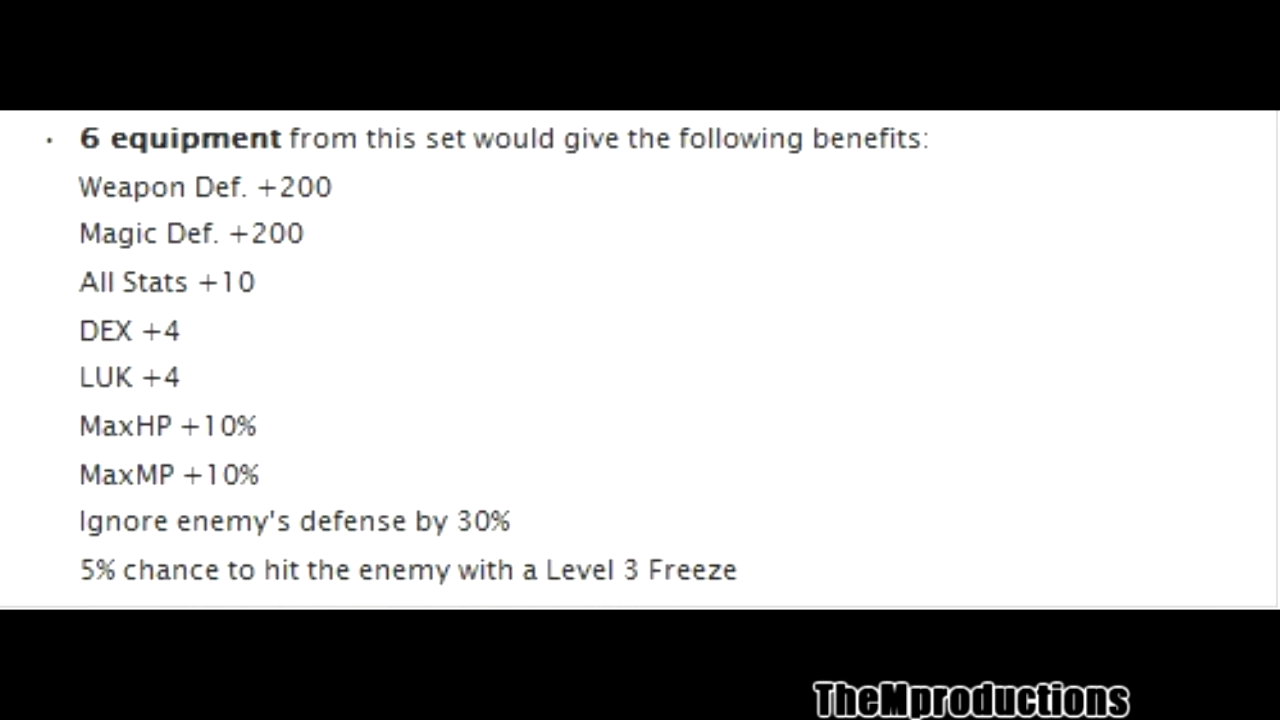 · 6 equipment from this set would give the following benefits:
Weapon Def. +200
Magic Def. +200
All Stats +10
DEX +4
LUK +4
MaxHP +10%
MaxMP +10%
Ignore enemy's defense by 30%
5% chance to hit the enemy with a Level 3 Freeze
TheMproductions